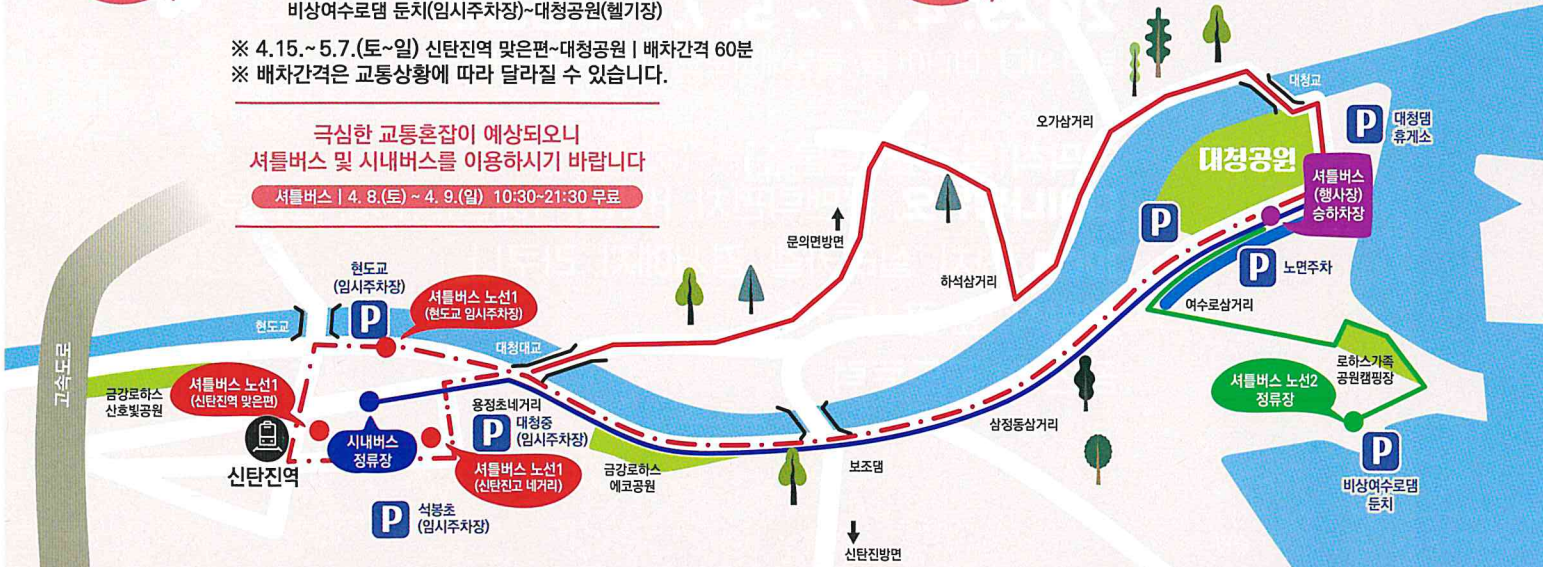 비상여수로댐 둔치(임시주차장)~대청공원(헬기장)
※ 4.15.~5.7.(토~일) 신탄진역 맞은편~대청공원 | 배차간격 60분
※ 배차간격은 교통상황에 따라 달라질 수 있습니다.
극심한 교통혼잡이 예상되오니
셔틀버스 및 시내버스를 이용하시기 바랍니다
셔틀버스 | 4. 8.(토) ~ 4. 9.(일) 10:30~21:30 무료
대청교
오가삼거리
P
대청댐
휴게소
대청공원
셔틀버스
(행사장)
승하차장
P
문의면방면
하석삼거리
P
노면주차
여수로삼거리
현도교
(임시주차장)
P
셔틀버스 노선1
(현도교 임시주차장)
현도교
대청대교
고속도로
금강로하스
산호빛공원
셔틀버스 노선1
(신탄진역 맞은편)
신탄진역
시내버스
정류장
용정초네거리
P
대청중
(임시주차장)
셔틀버스 노선1
(신탄진고 네거리)
P
석봉초
(임시주차장)
금강로하스
에코공원
보조댐
삼정동삼거리
신탄진방면
로하스가족
공원캠핑장
셔틀버스 노선2
정류장
P
비상여수로댐
둔치